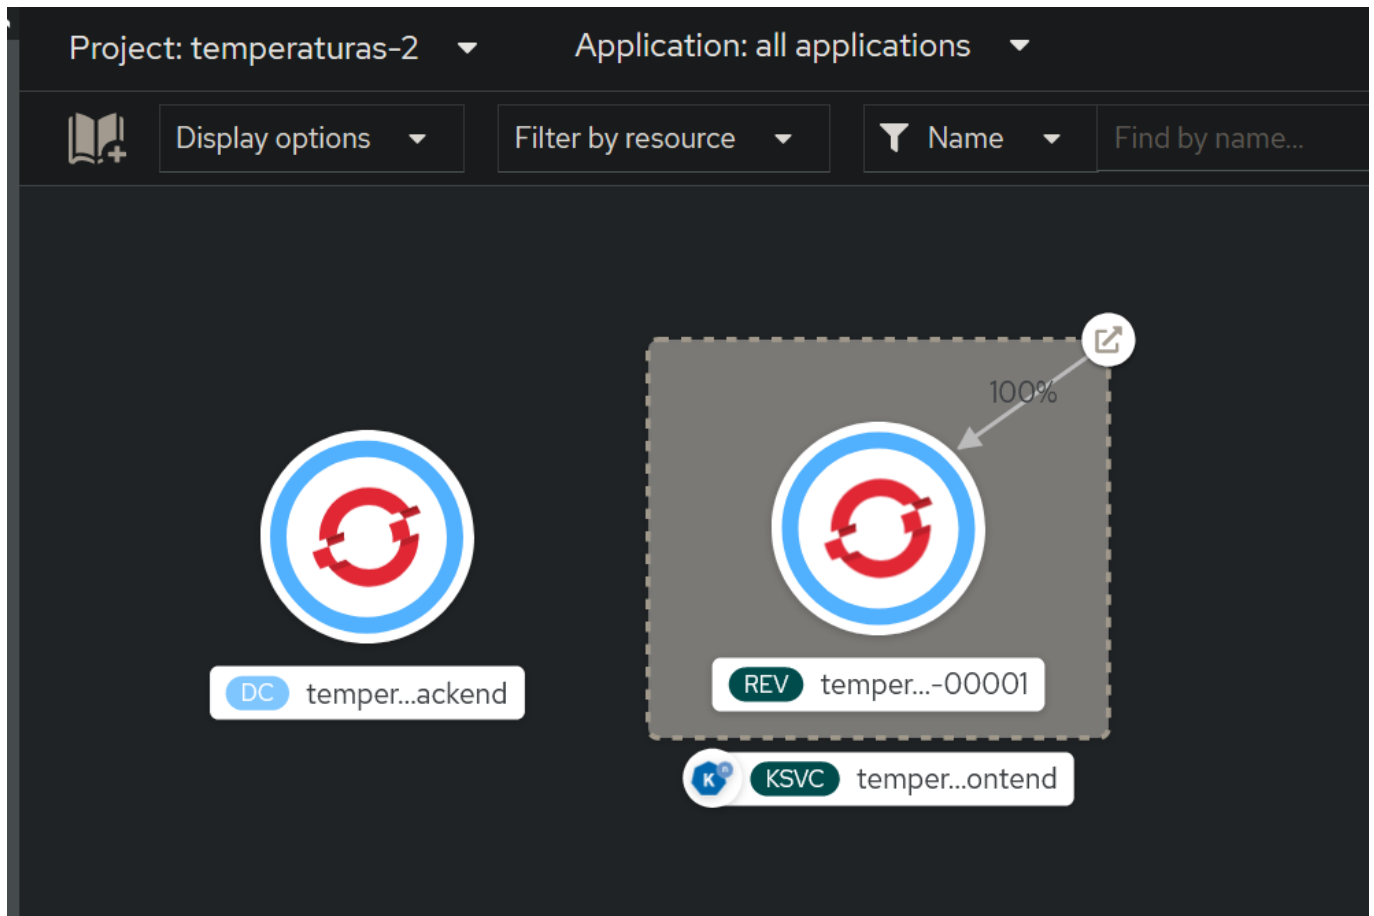 Project: temperaturas-2
Application: all applications
Display options
Filter by resource
Name
Find by name...
100%
DC temper...ackend
REV temper...-00001
K n KSVC temper...ontend